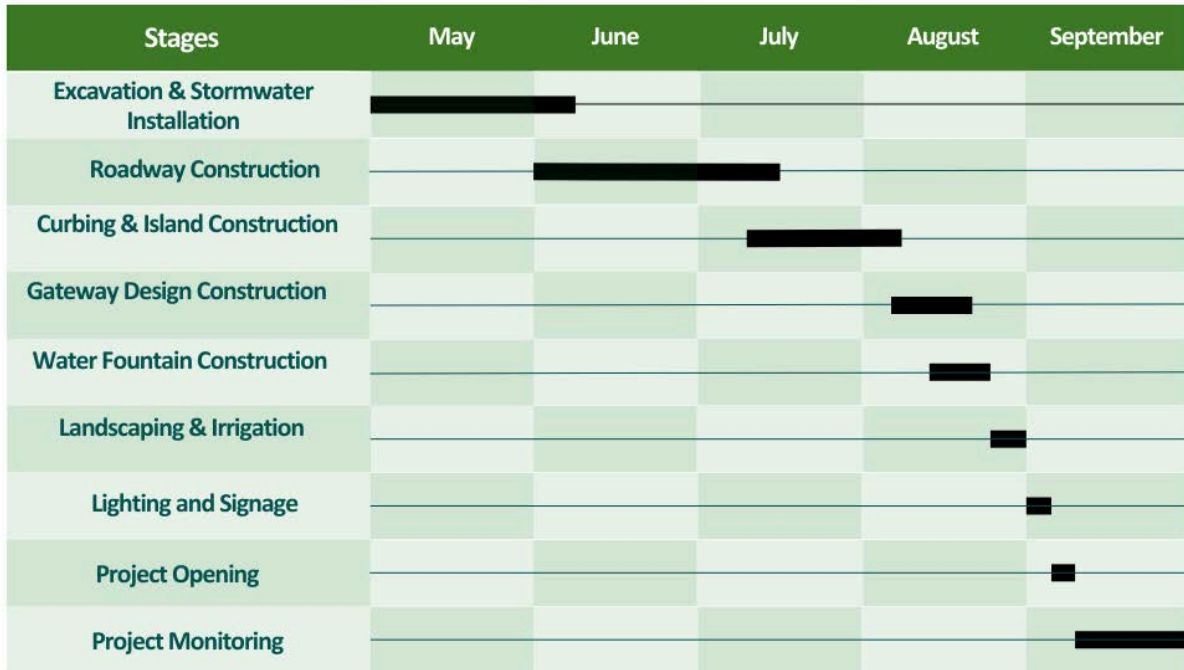 Stages May June July August September
Excavation & Stormwater
Installation
Roadway Construction
Curbing & Island Construction
Gateway Design Construction
Water Fountain Construction
Landscaping & Irrigation
Lighting and Signage
Project Opening
Project Monitoring